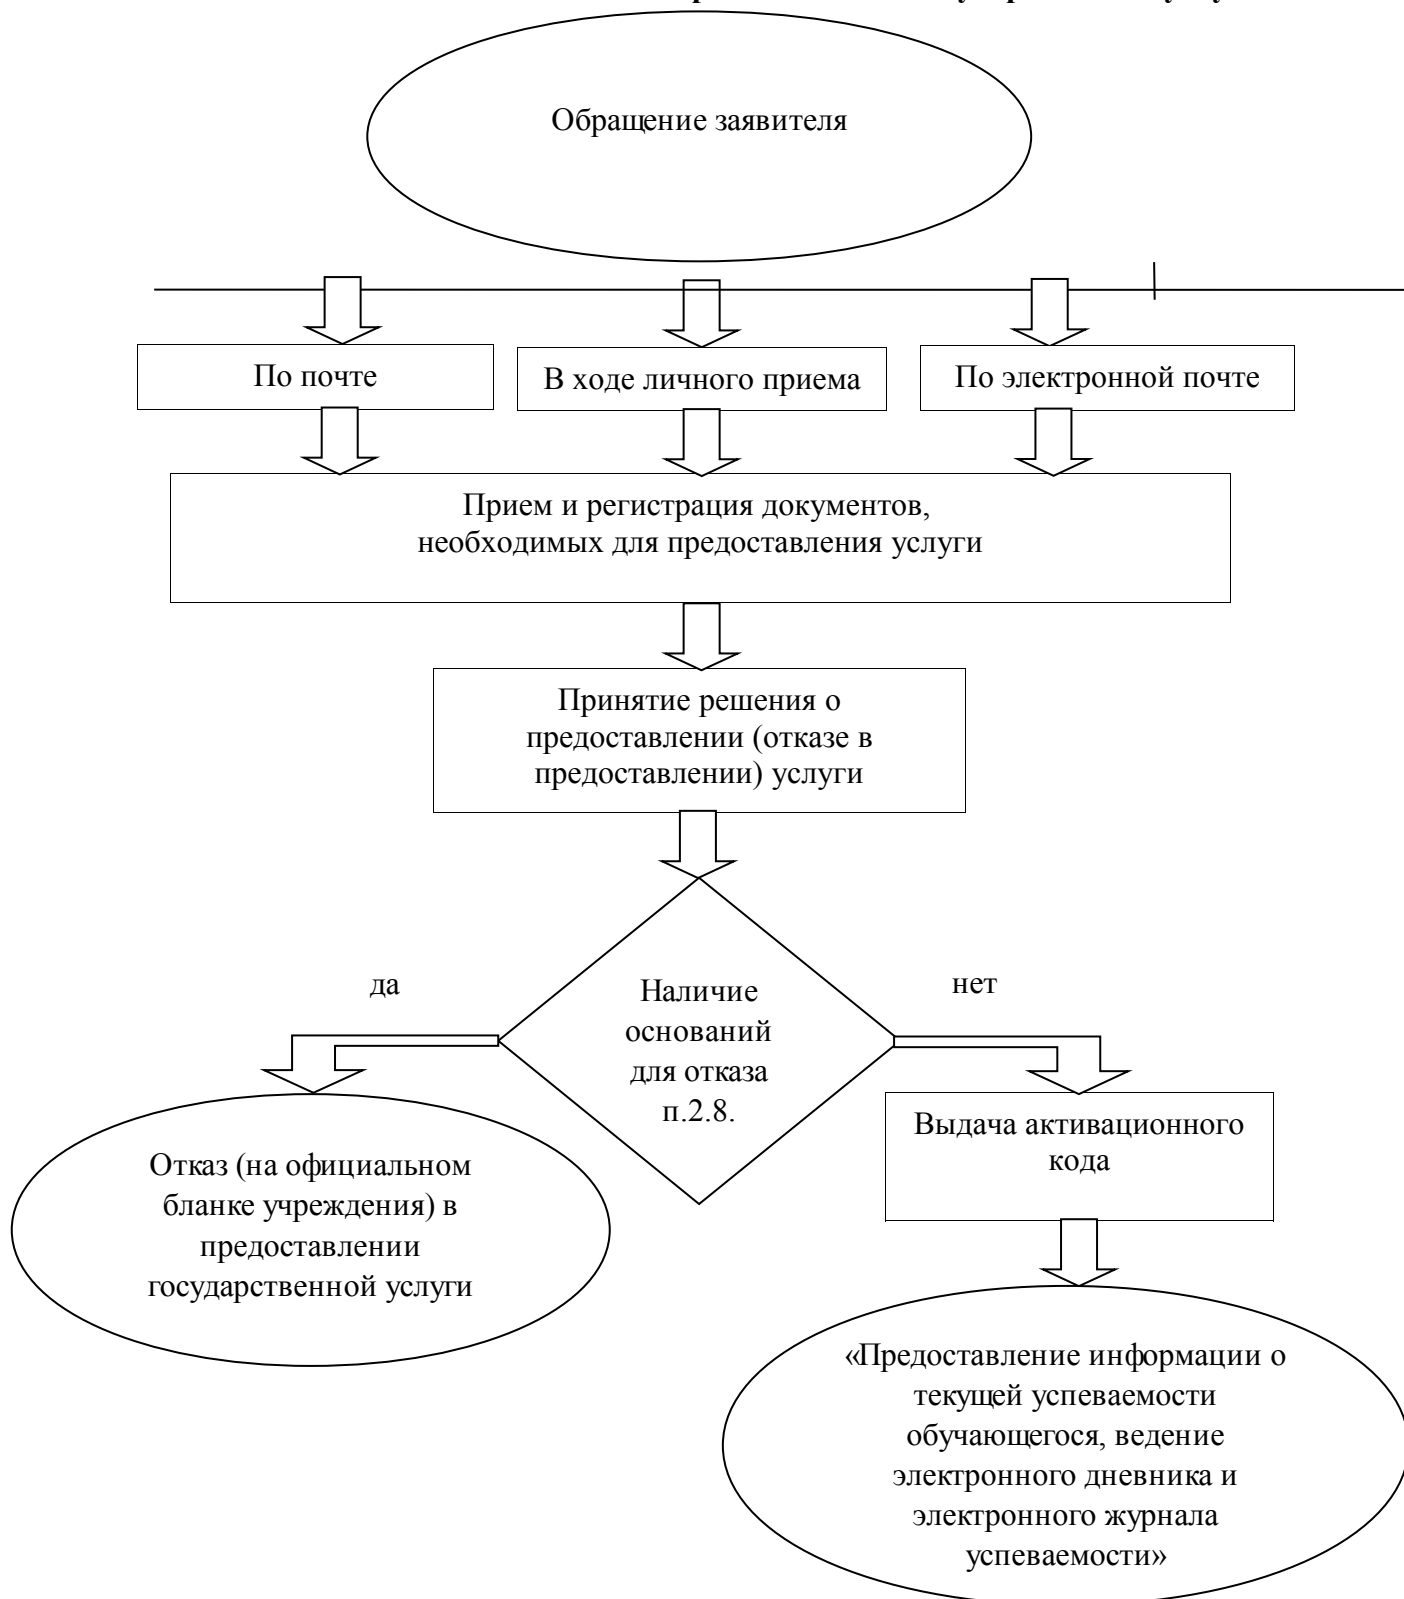 Обращение заявителя
По почте
В ходе личного приема
По электронной почте
Прием и регистрация документов,
необходимых для предоставления услуги
Принятие решения о
предоставлении (отказе в
предоставлении) услуги
да
нет
Наличие
оснований
для отказа
п.2.8.
Выдача активационного
кода
Отказ (на официальном
бланке учреждения) в
предоставлении
государственной услуги
«Предоставление информации о
текущей успеваемости
обучающегося, ведение
электронного дневника и
электронного журнала
успеваемости»